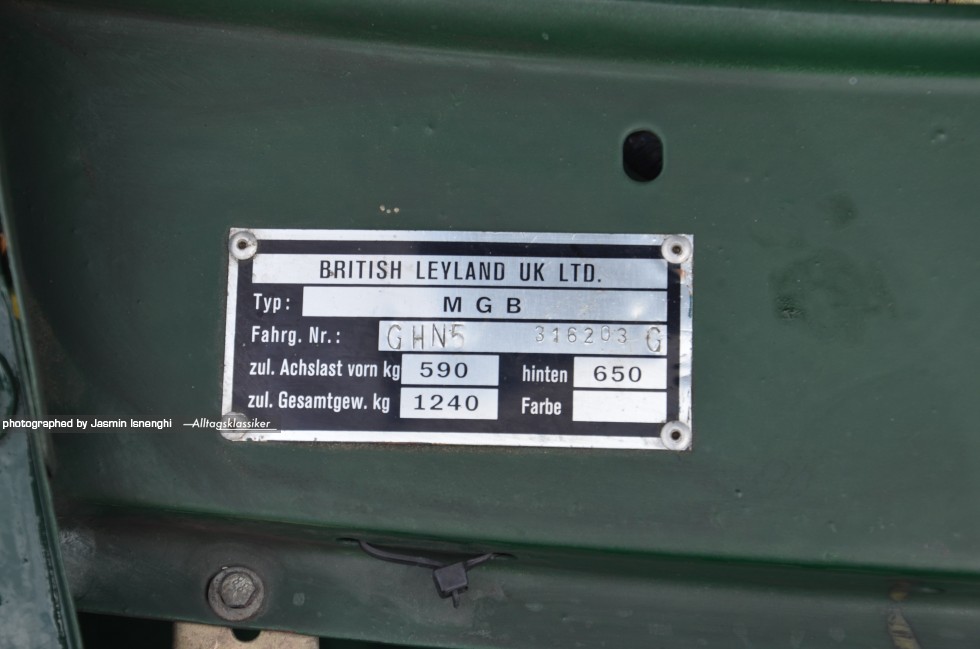 BRITISH LEYLAND UK LTD.
Typ: MGB
Fahrg. Nr.: GHN5 316203 G
zul. Achslast vorn kg 590 hinten 650
zul. Gesamtgew. kg 1240 Farbe
photographed by Jasmin Isnenghi —Alltagsklassiker